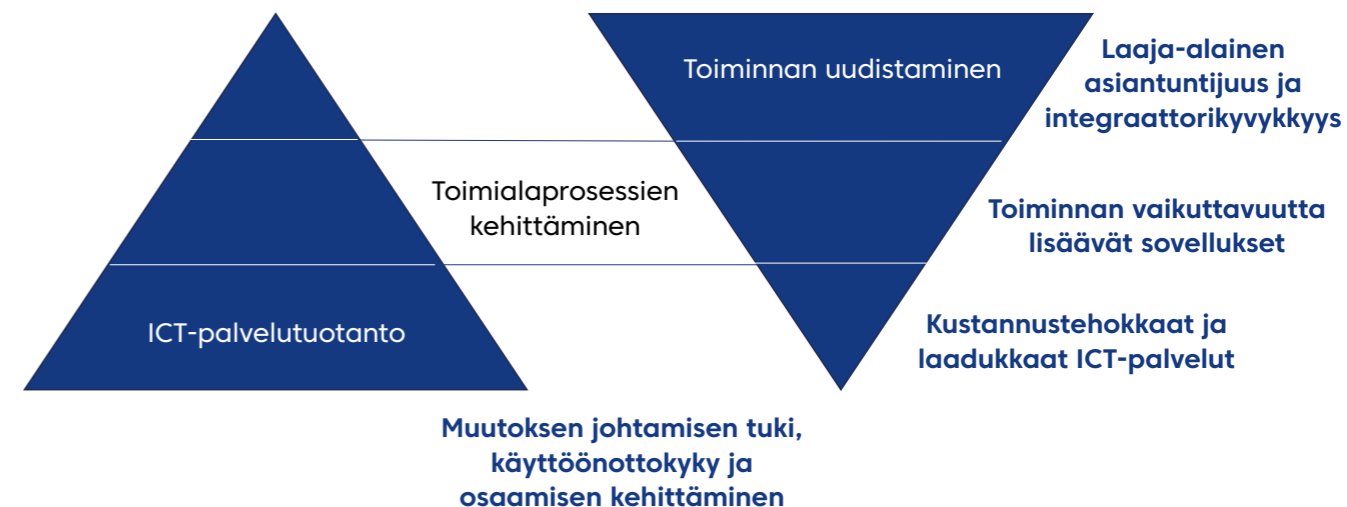 Toiminnan uudistaminen
Laaja-alainen
asiantuntijuus ja
integraattorikyvykkyys
Toimialaprosessien
kehittäminen
Toiminnan vaikuttavuutta
lisäävät sovellukset
ICT-palvelutuotanto
Kustannustehokkaat ja
laadukkaat ICT-palvelut
Muutoksen johtamisen tuki,
käyttöönottokyky ja
osaamisen kehittäminen